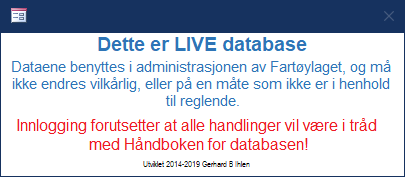 Dette er LIVE database
Dataene benyttes i administrasjonen av Fartøylaget, og må
ikke endres vilkårlig, eller på en måte som ikke er i henhold
til reglende.
Innlogging forutsetter at alle handlinger vil være i tråd
med Håndboken for databasen!
Utviklet 2014-2019 Gerhard B Ihlen